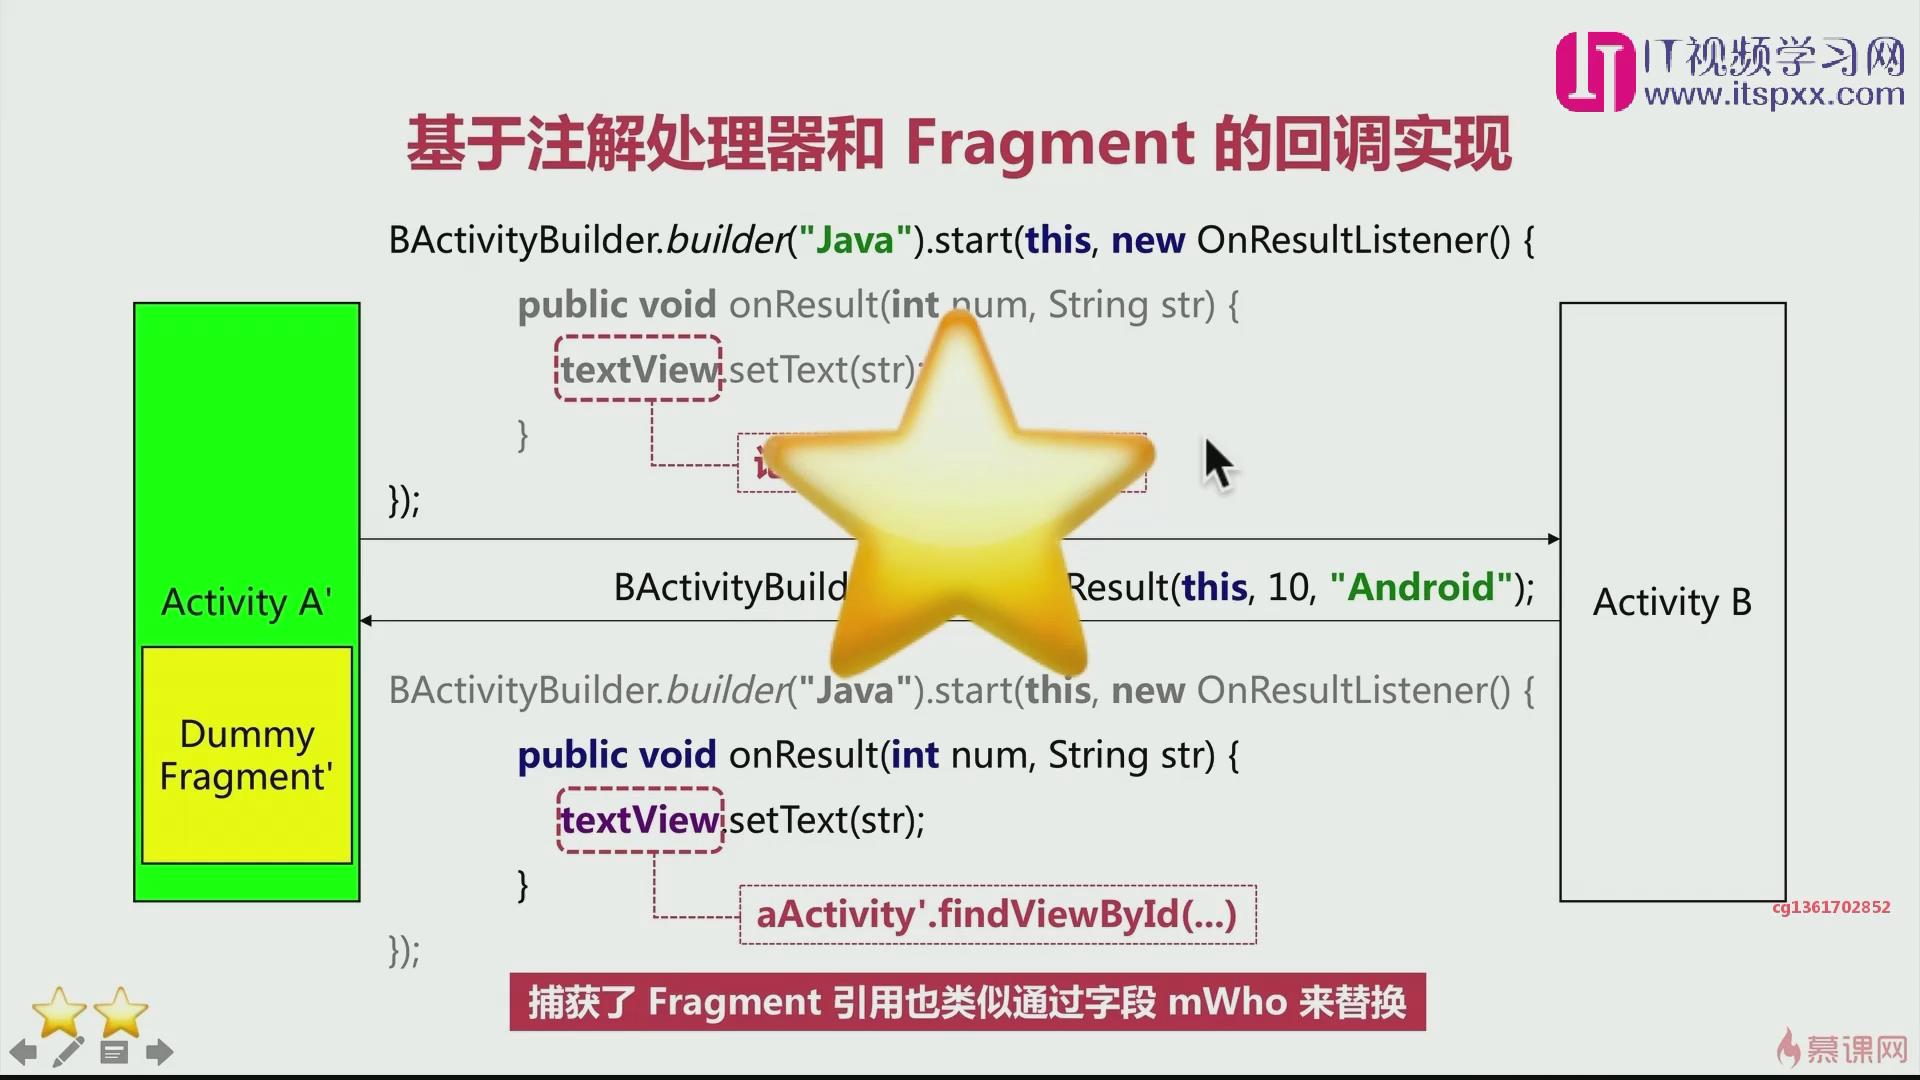 IT视频学习网
www.itspxx.com
基于注解处理器和 Fragment 的回调实现
BActivityBuilder.builder("Java").start(this, new OnResultListener() {
public void onResult(int num, String str) {
textView.setText(str);
}
});
BActivityBuild Result(this, 10, "Android");
Activity A'
Activity B
BActivityBuilder.builder("Java").start(this, new OnResultListener() {
Dummy
Fragment'
public void onResult(int num, String str) {
textView.setText(str);
}
aActivity'.findViewById(...)
});
cg1361702852
捕获了 Fragment 引用也类似通过字段 mWho 来替换
慕课网